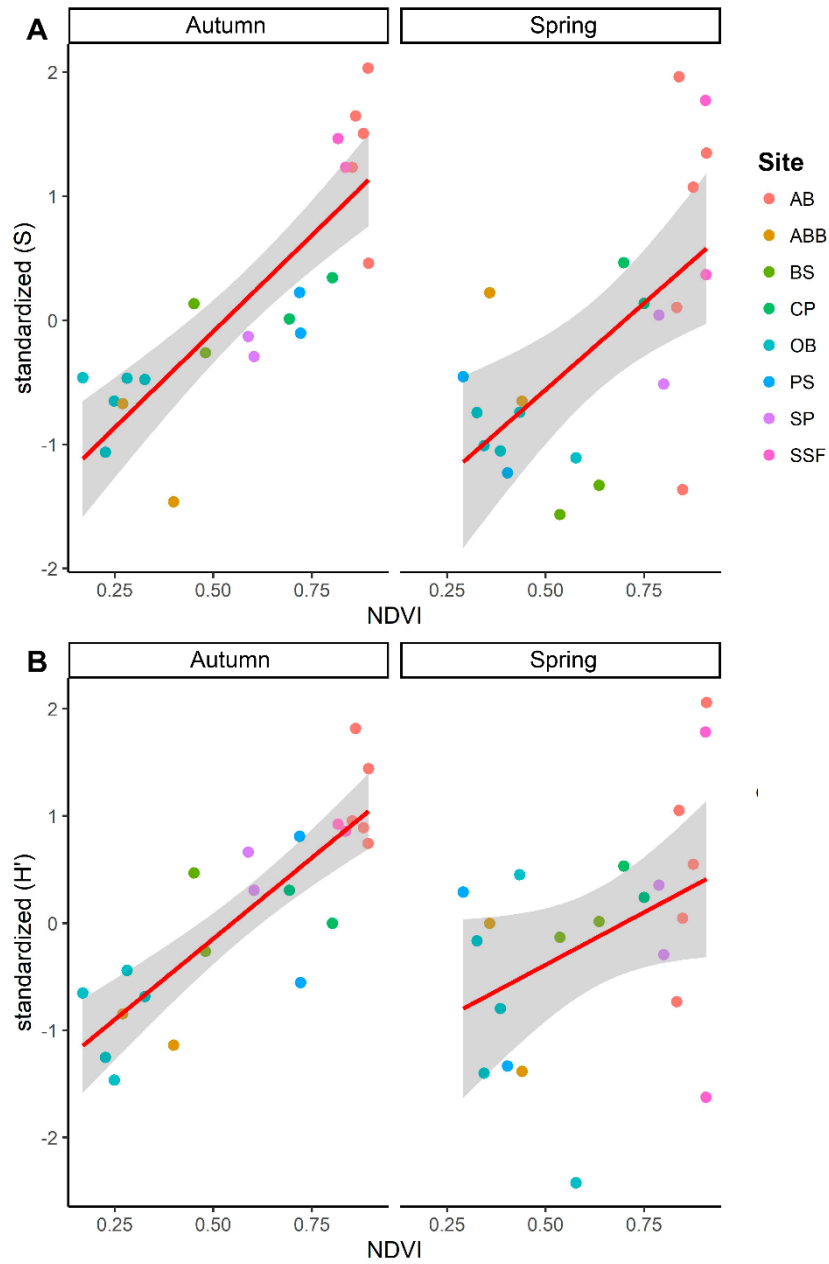 A
Autumn
Spring
standardized (S)
2
1
0
-1
-2
0.25
0.50
0.75
0.25
0.50
0.75
NDVI
Site
AB
ABB
BS
CP
OB
PS
SP
SSF
B
Autumn
Spring
standardized (H')
2
1
0
-1
-2
0.25
0.50
0.75
0.25
0.50
0.75
NDVI